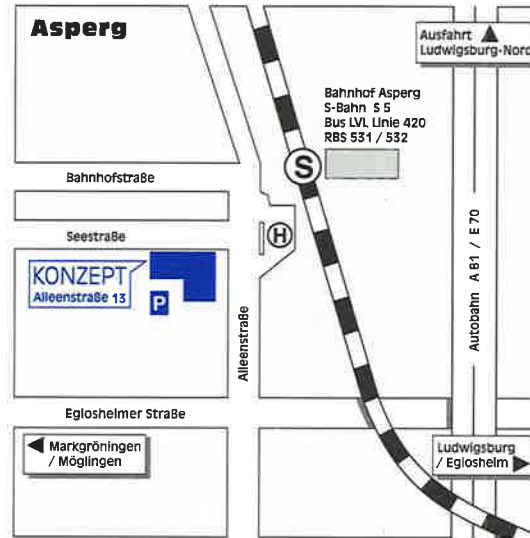 Asperg
Ausfahrt ▲
Ludwigsburg-Nord
Bahnhof Asperg
S-Bahn S 5
Bus LVL Linie 420
RBS 531 / 532
S
Bahnhofstraße
H
Seestraße
KONZEPT
Alleenstraße 13
P
Alleenstraße
Autobahn A 81 / E 70
Eglosheimer Straße
◀ Markgröningen
/ Möglingen
Ludwigsburg
/ Eglosheim ▶